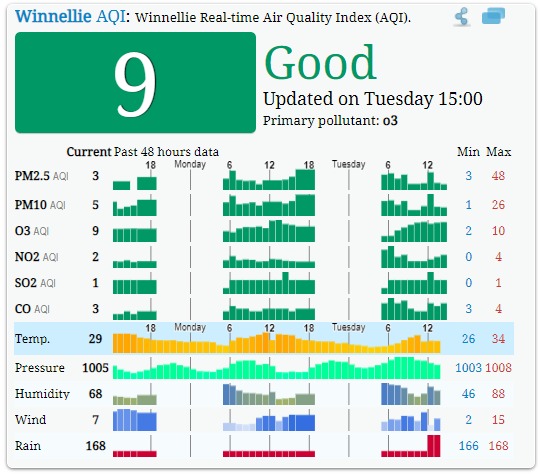 Winnellie AQI: Winnellie Real-time Air Quality Index (AQI).
9
Good
Updated on Tuesday 15:00
Primary pollutant: o3
Current Past 48 hours data Min Max
18 Monday 6 12 18 Tuesday 6 12
PM2.5 AQI 3 3 48
PM10 AQI 5 1 26
O3 AQI 9 2 10
NO2 AQI 2 0 4
SO2 AQI 1 0 1
CO AQI 3 3 4
18 Monday 6 12 18 Tuesday 6 12
Temp. 29 26 34
Pressure 1005 1003 1008
Humidity 68 46 88
Wind 7 2 15
Rain 168 166 168